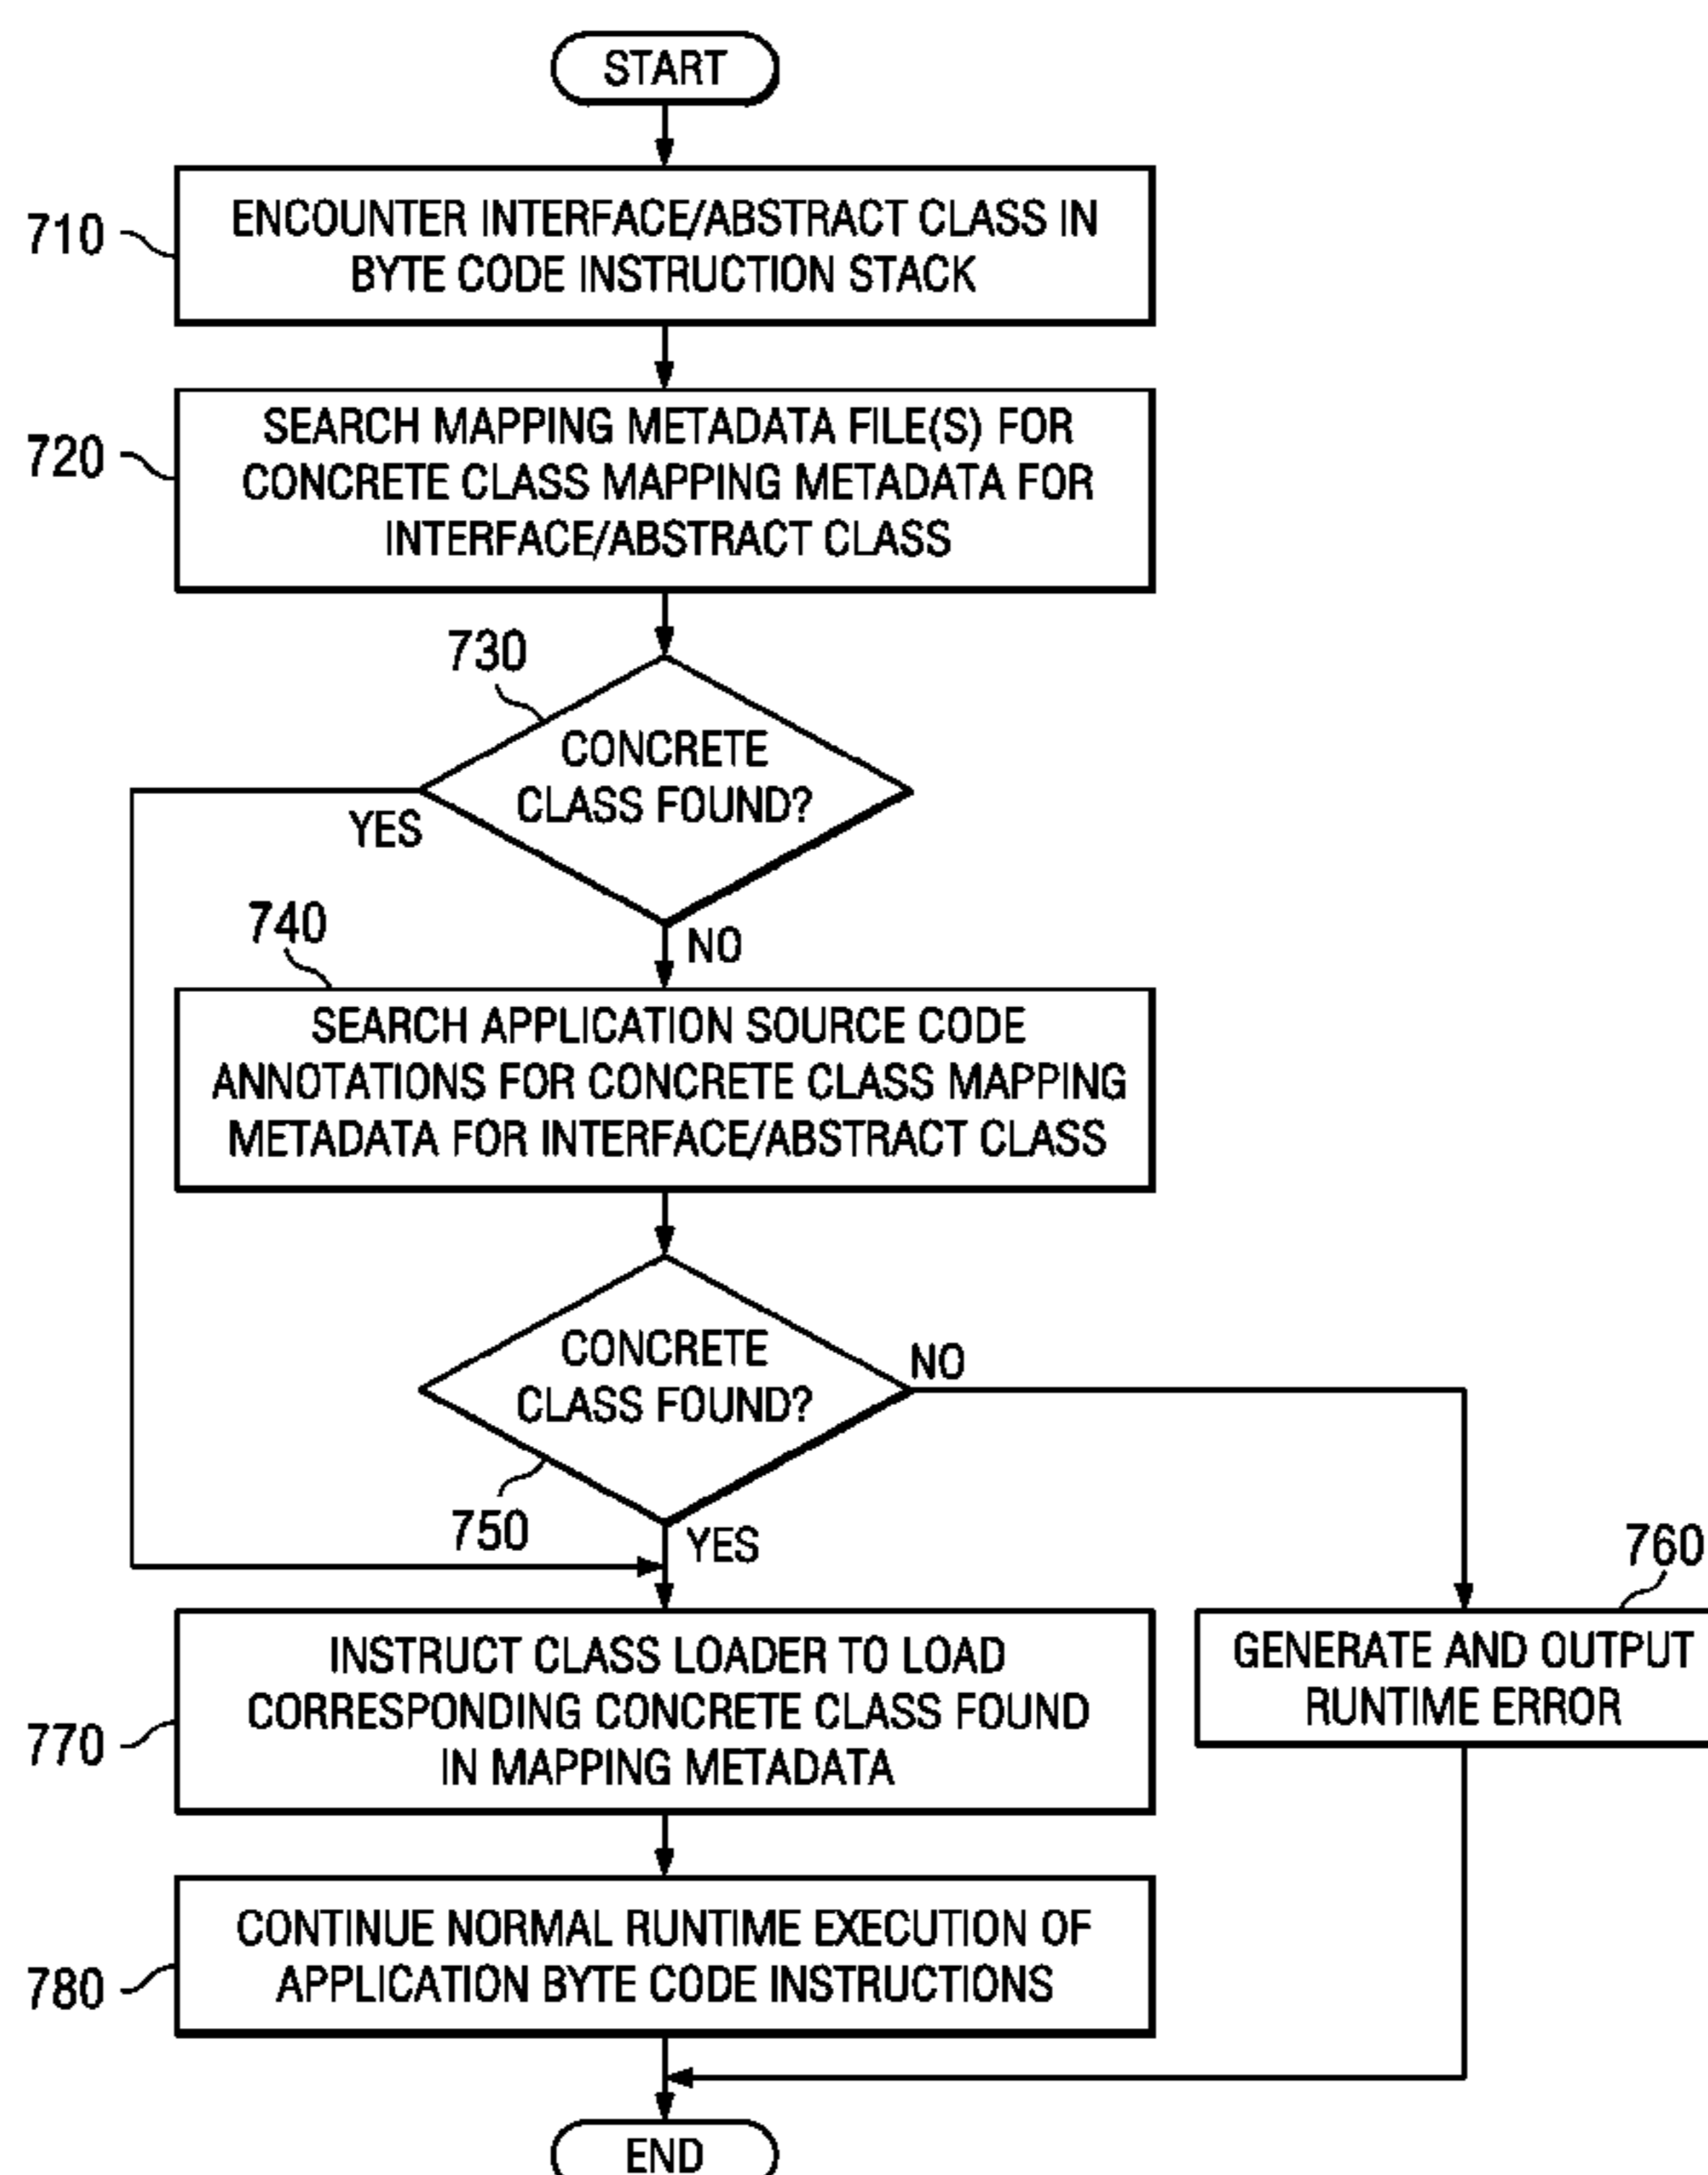 START
710
ENCOUNTER INTERFACE/ABSTRACT CLASS IN
BYTE CODE INSTRUCTION STACK
720
SEARCH MAPPING METADATA FILE(S) FOR
CONCRETE CLASS MAPPING METADATA FOR
INTERFACE/ABSTRACT CLASS
730
CONCRETE
CLASS FOUND?
YES
NO
740
SEARCH APPLICATION SOURCE CODE
ANNOTATIONS FOR CONCRETE CLASS MAPPING
METADATA FOR INTERFACE/ABSTRACT CLASS
CONCRETE
CLASS FOUND?
NO
750
YES
760
GENERATE AND OUTPUT
RUNTIME ERROR
770
INSTRUCT CLASS LOADER TO LOAD
CORRESPONDING CONCRETE CLASS FOUND
IN MAPPING METADATA
780
CONTINUE NORMAL RUNTIME EXECUTION OF
APPLICATION BYTE CODE INSTRUCTIONS
END